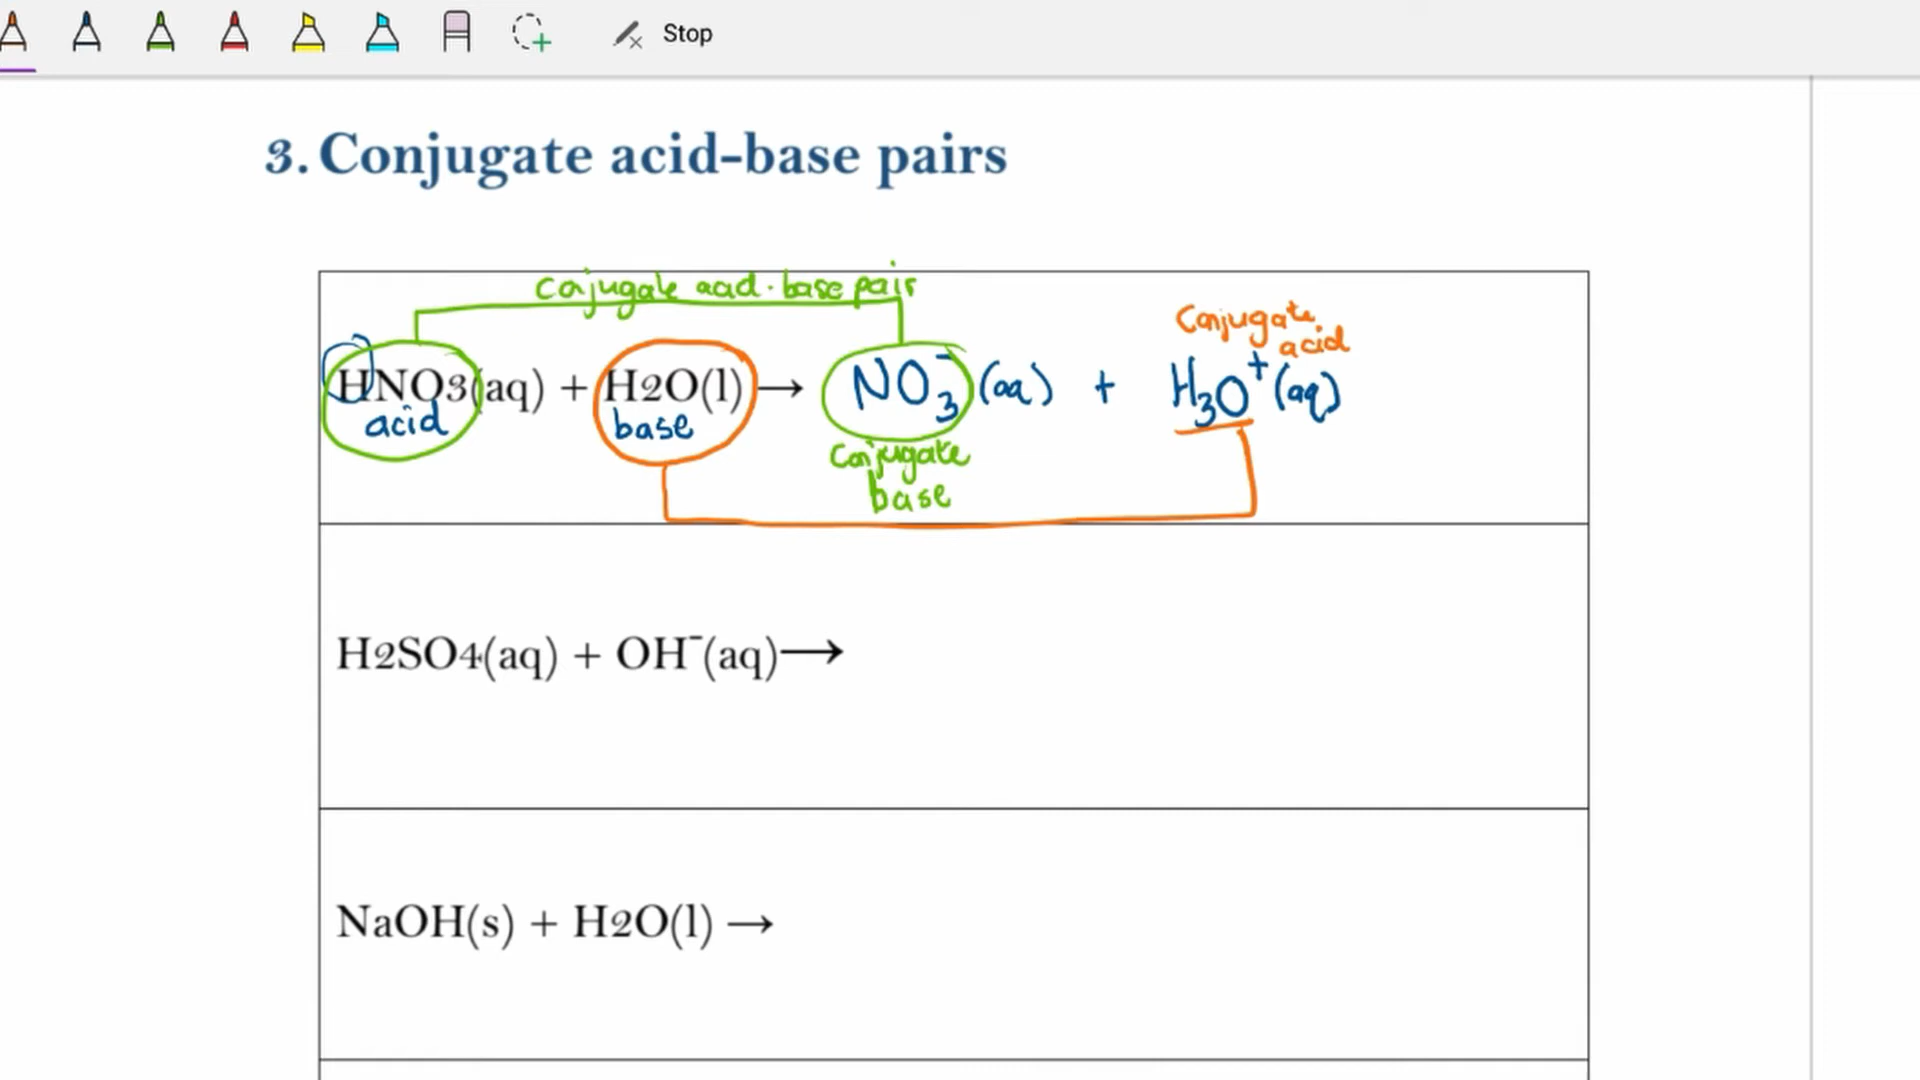 Stop
3. Conjugate acid-base pairs
Cojugate acid-base pair
Conjugate
acid
HNO3(aq) + H2O(l) → NO₃⁻(aq) + H₃O⁺(aq)
acid base
Conjugate
base
H2SO4(aq) + OH⁻(aq)→
NaOH(s) + H2O(l) →